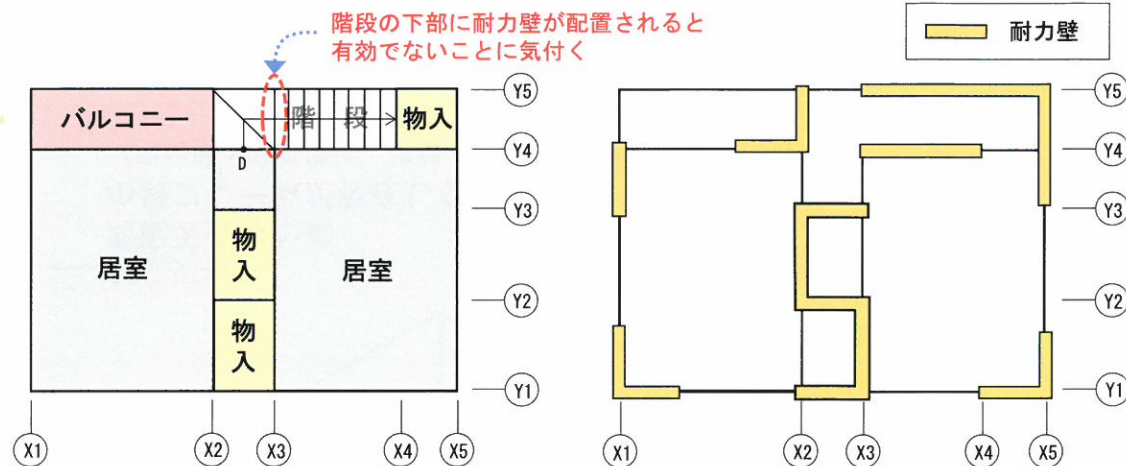 階段の下部に耐力壁が配置されると
有効でないことに気付く
耐力壁
バルコニー
階段
物入
D
居室
物入
物入
居室
Y5
Y4
Y3
Y2
Y1
X1
X2
X3
X4
X5
Y5
Y4
Y3
Y2
Y1
X1
X2
X3
X4
X5